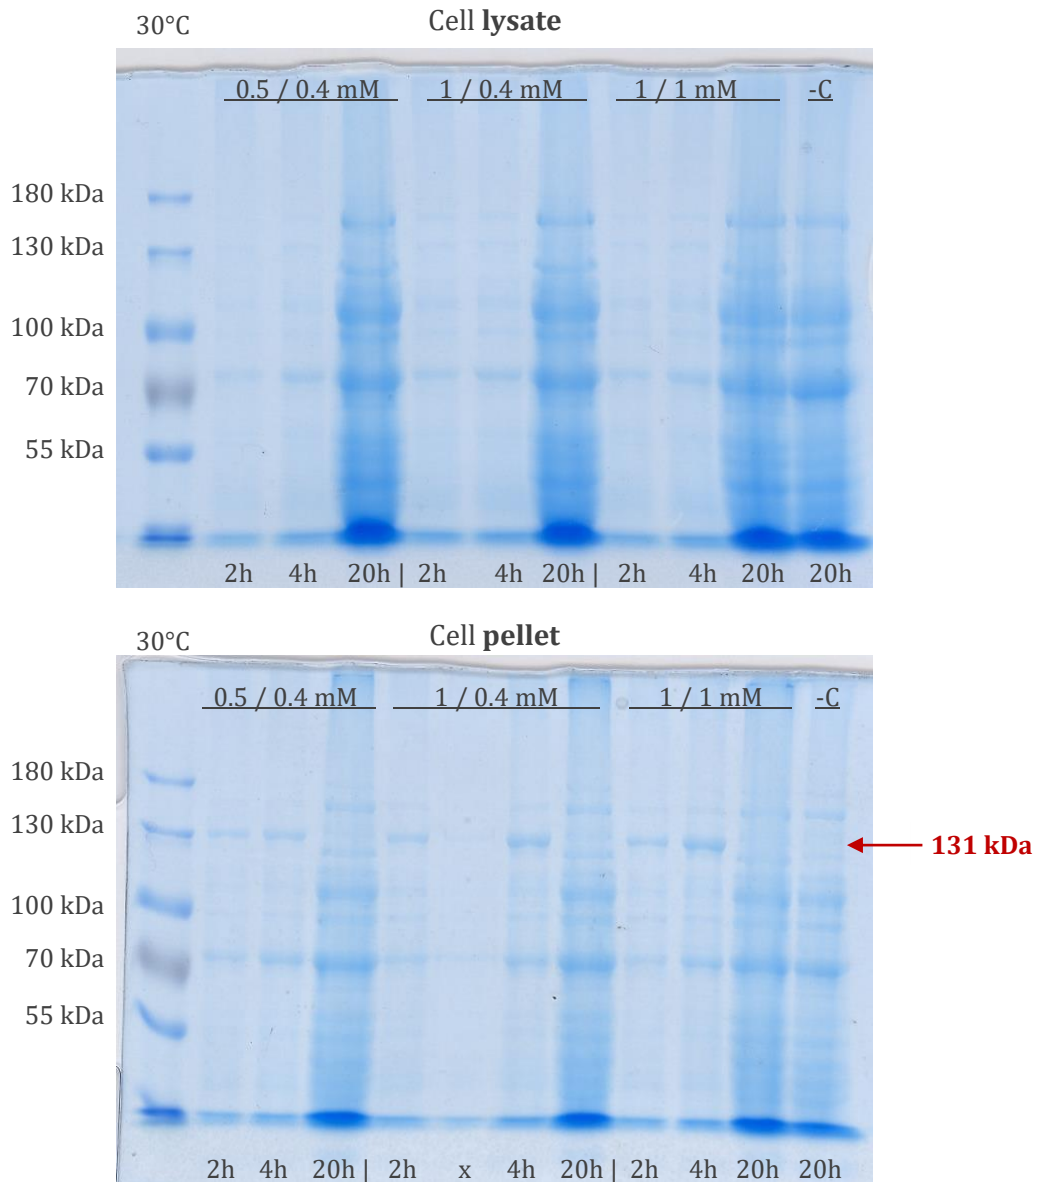 30°C Cell lysate
0.5 / 0.4 mM 1 / 0.4 mM 1 / 1 mM -C
180 kDa
130 kDa
100 kDa
70 kDa
55 kDa
2h 4h 20h | 2h 4h 20h | 2h 4h 20h 20h
30°C Cell pellet
0.5 / 0.4 mM 1 / 0.4 mM 1 / 1 mM -C
180 kDa
130 kDa
131 kDa
100 kDa
70 kDa
55 kDa
2h 4h 20h | 2h x 4h 20h | 2h 4h 20h 20h